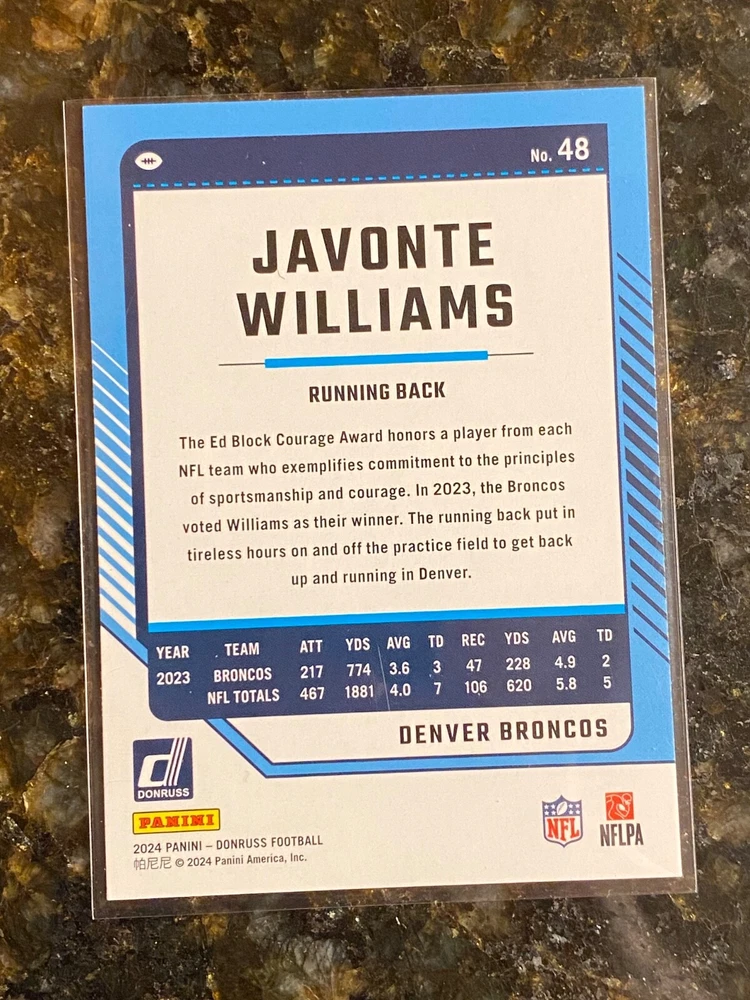 No. 48
JAVONTE
WILLIAMS
RUNNING BACK
The Ed Block Courage Award honors a player from each
NFL team who exemplifies commitment to the principles
of sportsmanship and courage. In 2023, the Broncos
voted Williams as their winner. The running back put in
tireless hours on and off the practice field to get back
up and running in Denver.
YEAR TEAM ATT YDS AVG TD REC YDS AVG TD
2023 BRONCOS 217 774 3.6 3 47 228 4.9 2
NFL TOTALS 467 1881 4.0 7 106 620 5.8 5
DENVER BRONCOS
d
DONRUSS
PANINI
2024 PANINI – DONRUSS FOOTBALL
帕尼尼 © 2024 Panini America, Inc.
NFL
NFLPA